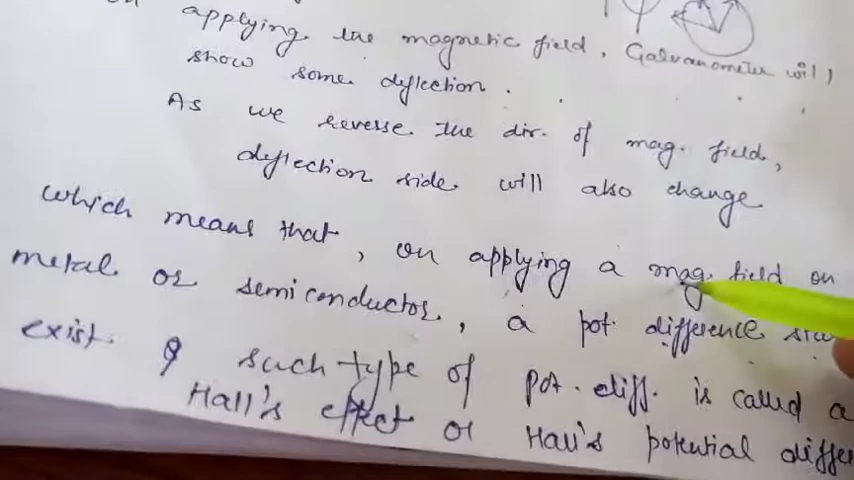 applying the magnetic field. Galvanometer will
show some deflection.
As we reverse the dir. of mag. field,
deflection side will also change
which means that, on applying a mag. field on
metal or semiconductor, a pot. difference
exist & such type of pot. diff. is called a
Hall's effect or Hall's potential differe